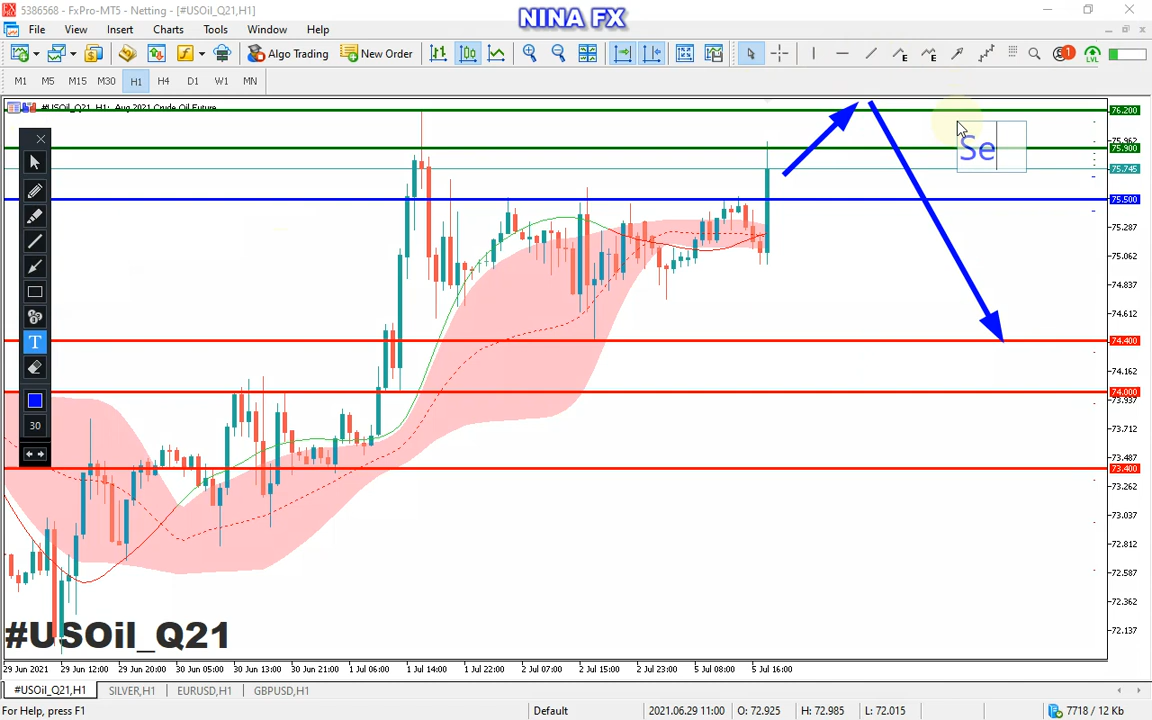 NINA FX
5386568 - FxPro-MT5 - Netting - [#USOil_Q21,H1]
File View Insert Charts Tools Window Help
Algo Trading New Order
M1 M5 M15 M30 H1 H4 D1 W1 MN
#USOil_Q21, H1: Aug 2021 Crude Oil Future
76.200
75.962
75.900
75.745
75.500
75.287
75.062
74.837
74.612
74.400
74.162
74.000
73.937
73.712
73.487
73.400
73.262
73.037
72.812
72.587
72.362
72.137
Se
T
30
#USOil_Q21
29 Jun 2021 29 Jun 12:00 29 Jun 20:00 30 Jun 05:00 30 Jun 13:00 30 Jun 21:00 1 Jul 06:00 1 Jul 14:00 1 Jul 22:00 2 Jul 07:00 2 Jul 15:00 2 Jul 23:00 5 Jul 08:00 5 Jul 16:00
#USOil_Q21,H1 SILVER,H1 EURUSD,H1 GBPUSD,H1
For Help, press F1 Default 2021.06.29 11:00 O: 72.925 H: 72.985 L: 72.015 7718 / 12 Kb